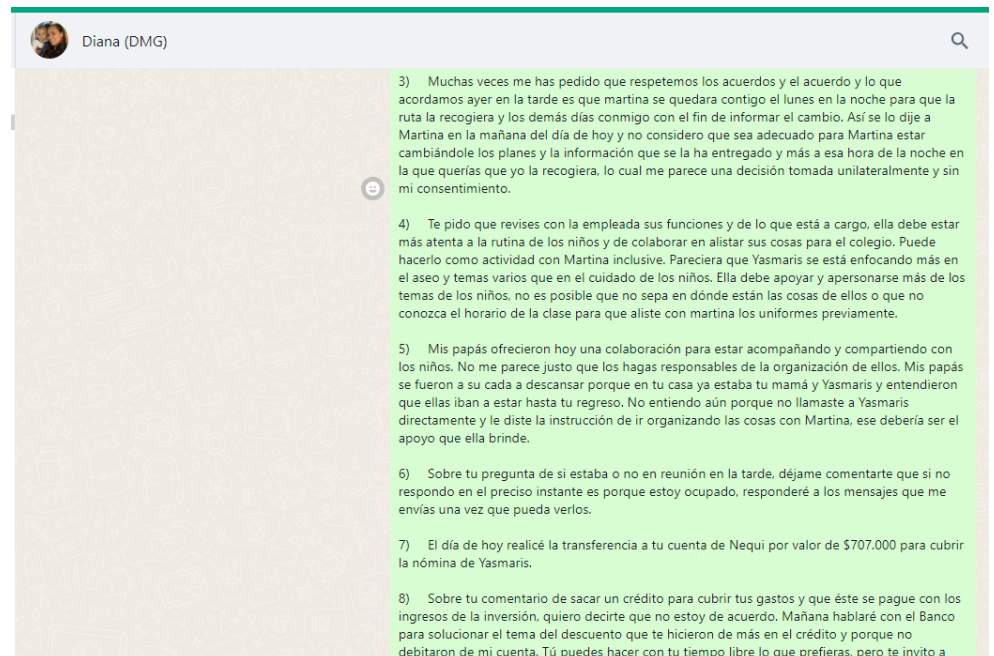 Diana (DMG)
3) Muchas veces me has pedido que respetemos los acuerdos y el acuerdo y lo que
acordamos ayer en la tarde es que martina se quedara contigo el lunes en la noche para que la
ruta la recogiera y los demás días conmigo con el fin de informar el cambio. Así se lo dije a
Martina en la mañana del día de hoy y no considero que sea adecuado para Martina estar
cambiándole los planes y la información que se la ha entregado y más a esa hora de la noche en
la que querías que yo la recogiera, lo cual me parece una decisión tomada unilateralmente y sin
mi consentimiento.
4) Te pido que revises con la empleada sus funciones y de lo que está a cargo, ella debe estar
más atenta a la rutina de los niños y de colaborar en alistar sus cosas para el colegio. Puede
hacerlo como actividad con Martina inclusive. Pareciera que Yasmaris se está enfocando más en
el aseo y temas varios que en el cuidado de los niños. Ella debe apoyar y apersonarse más de los
temas de los niños, no es posible que no sepa en dónde están las cosas de ellos o que no
conozca el horario de la clase para que aliste con martina los uniformes previamente.
5) Mis papás ofrecieron hoy una colaboración para estar acompañando y compartiendo con
los niños. No me parece justo que los hagas responsables de la organización de ellos. Mis papás
se fueron a su cada a descansar porque en tu casa ya estaba tu mamá y Yasmaris y entendieron
que ellas iban a estar hasta tu regreso. No entiendo aún porque no llamaste a Yasmaris
directamente y le diste la instrucción de ir organizando las cosas con Martina, ese debería ser el
apoyo que ella brinde.
6) Sobre tu pregunta de si estaba o no en reunión en la tarde, déjame comentarte que si no
respondo en el preciso instante es porque estoy ocupado, responderé a los mensajes que me
envías una vez que pueda verlos.
7) El día de hoy realicé la transferencia a tu cuenta de Nequi por valor de $707.000 para cubrir
la nómina de Yasmaris.
8) Sobre tu comentario de sacar un crédito para cubrir tus gastos y que éste se pague con los
ingresos de la inversión, quiero decirte que no estoy de acuerdo. Mañana hablaré con el Banco
para solucionar el tema del descuento que te hicieron de más en el crédito y porque no
debitaron de mi cuenta. Tú puedes hacer con tu tiempo libre lo que prefieras, pero te invito a